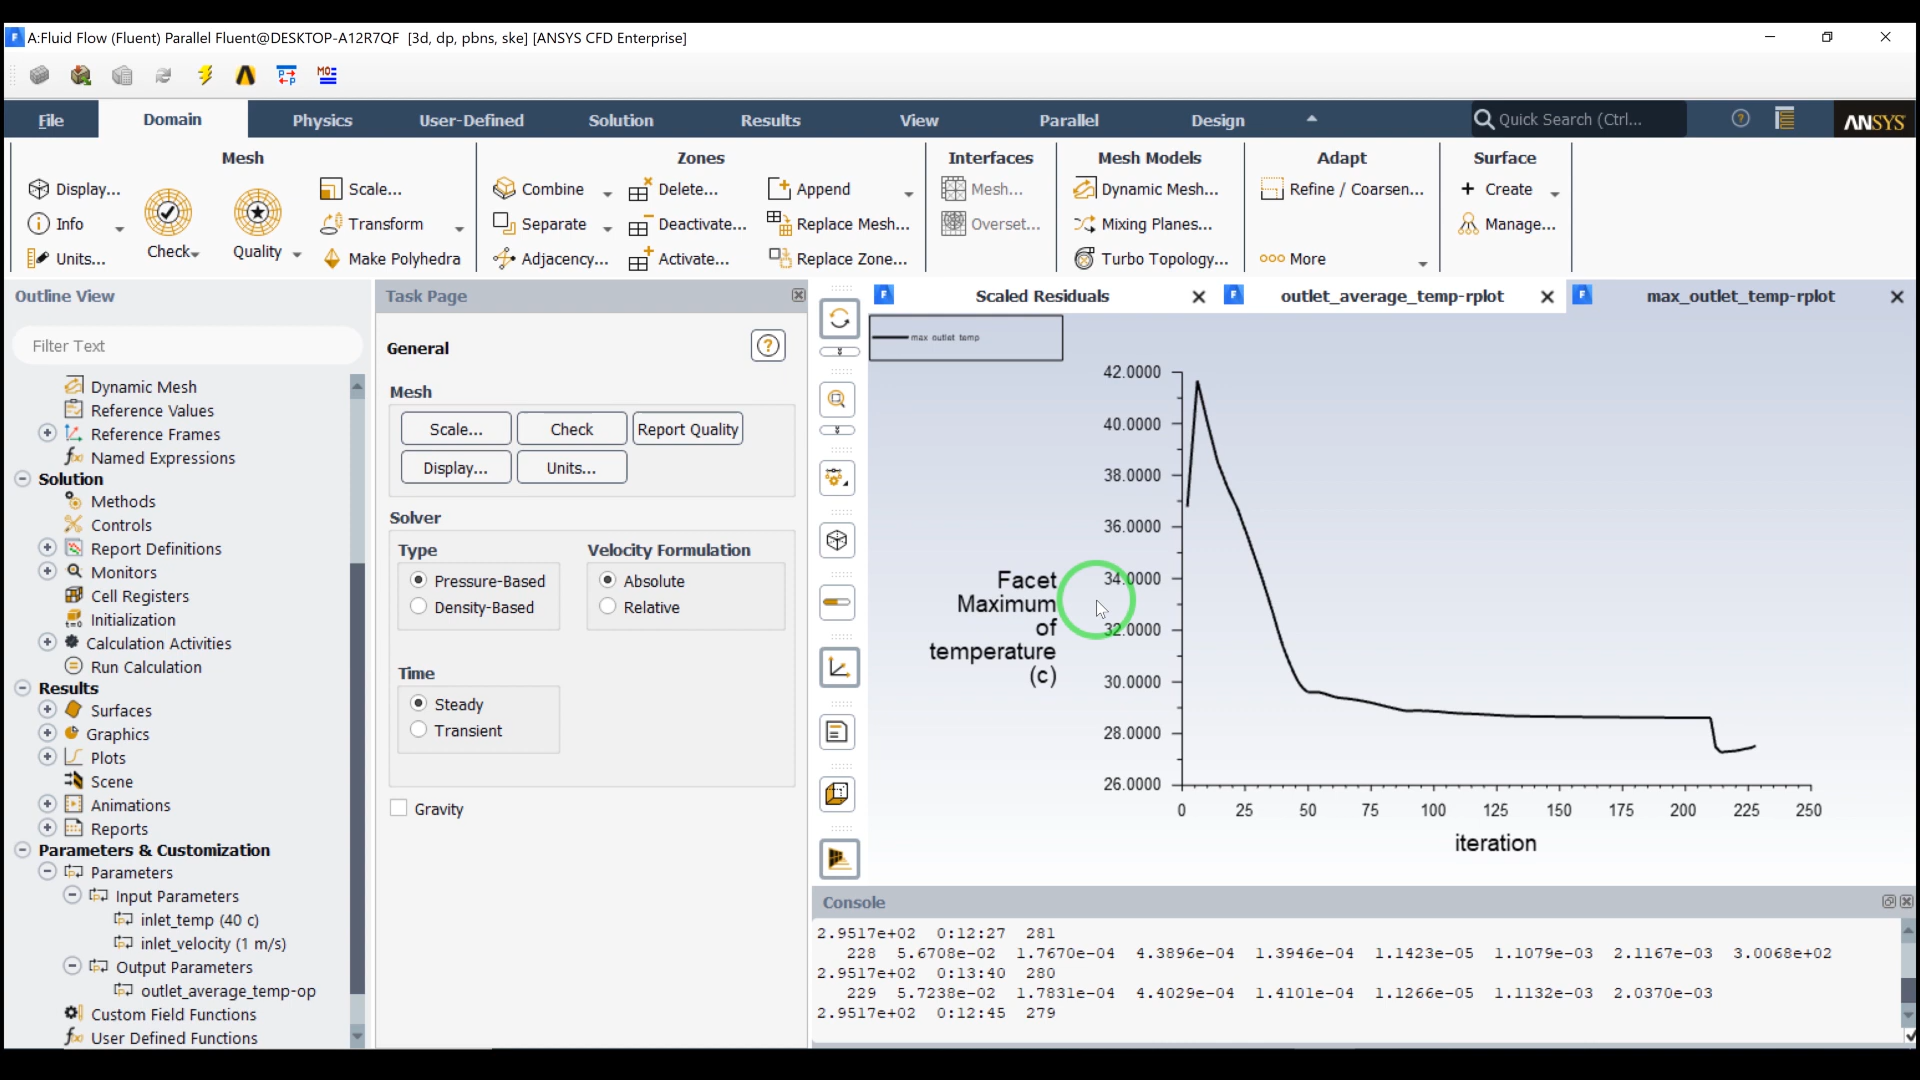 A:Fluid Flow (Fluent) Parallel Fluent@DESKTOP-A12R7QF [3d, dp, pbns, ske] [ANSYS CFD Enterprise]
File Domain Physics User-Defined Solution Results View Parallel Design Quick Search (Ctrl... ANSYS
Mesh Zones Interfaces Mesh Models Adapt Surface
Display... Scale... Combine Delete... Append Mesh... Dynamic Mesh... Refine / Coarsen... Create
Info Transform Separate Deactivate... Replace Mesh... Overset... Mixing Planes... Manage...
Check Quality
Units... Make Polyhedra Adjacency... Activate... Replace Zone... Turbo Topology... More
Outline View
Filter Text
Dynamic Mesh
Reference Values
Reference Frames
Named Expressions
Solution
Methods
Controls
Report Definitions
Monitors
Cell Registers
Initialization
Calculation Activities
Run Calculation
Results
Surfaces
Graphics
Plots
Scene
Animations
Reports
Parameters & Customization
Parameters
Input Parameters
inlet_temp (40 c)
inlet_velocity (1 m/s)
Output Parameters
outlet_average_temp-op
Custom Field Functions
User Defined Functions
Task Page
General
Mesh
Scale... Check Report Quality
Display... Units...
Solver
Type Velocity Formulation
Pressure-Based Absolute
Density-Based Relative
Time
Steady
Transient
Gravity
Scaled Residuals outlet_average_temp-rplot max_outlet_temp-rplot
max outlet temp
42.0000
40.0000
38.0000
36.0000
34.0000
32.0000
30.0000
28.0000
26.0000
Facet
Maximum
of
temperature
(c)
0 25 50 75 100 125 150 175 200 225 250
iteration
Console
2.9517e+02 0:12:27 281
228 5.6708e-02 1.7670e-04 4.3896e-04 1.3946e-04 1.1423e-05 1.1079e-03 2.1167e-03 3.0068e+02
2.9517e+02 0:13:40 280
229 5.7238e-02 1.7831e-04 4.4029e-04 1.4101e-04 1.1266e-05 1.1132e-03 2.0370e-03
2.9517e+02 0:12:45 279